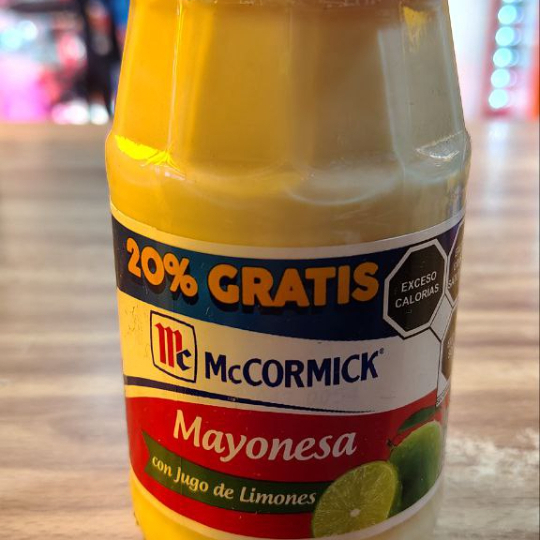 20% GRATIS
EXCESO
CALORÍAS
Mc
McCORMICK®
Mayonesa
con Jugo de Limones